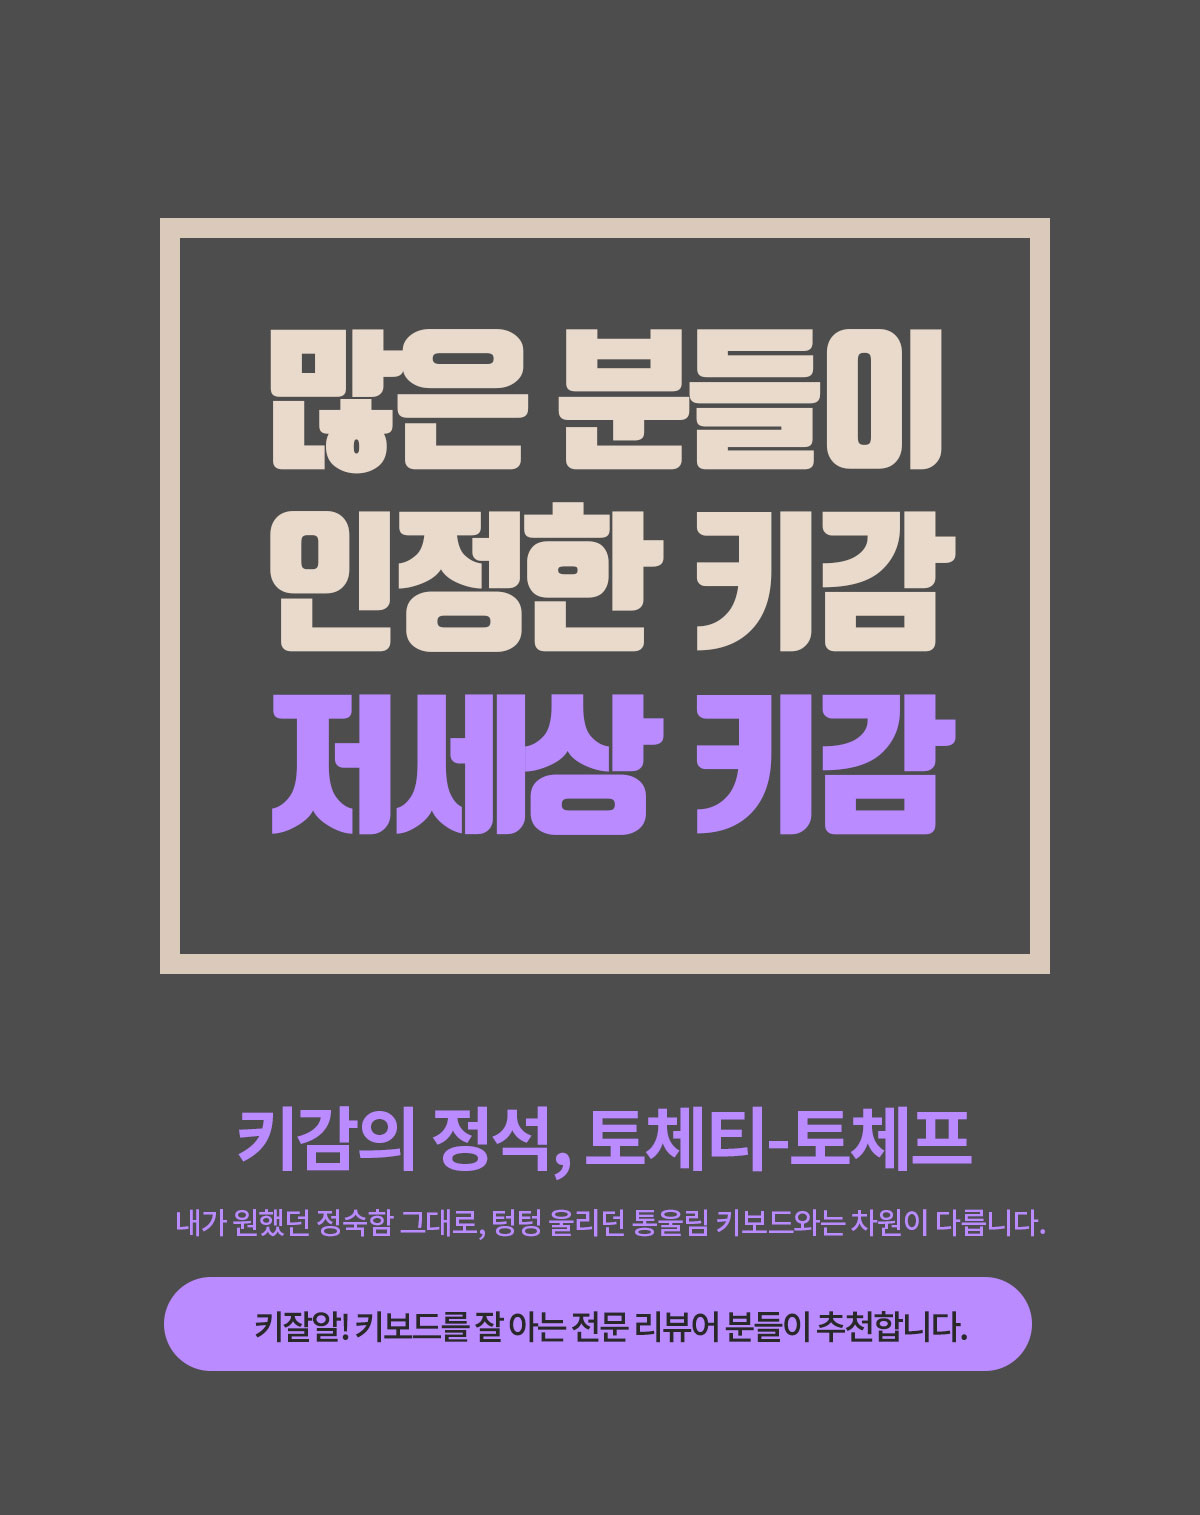 많은 분들이
인정한 키감
저세상 키감
키감의 정석, 토체티-토체프
내가 원했던 정숙함 그대로, 텅텅 울리던 통울림 키보드와는 차원이 다릅니다.
키잘알! 키보드를 잘 아는 전문 리뷰어 분들이 추천합니다.